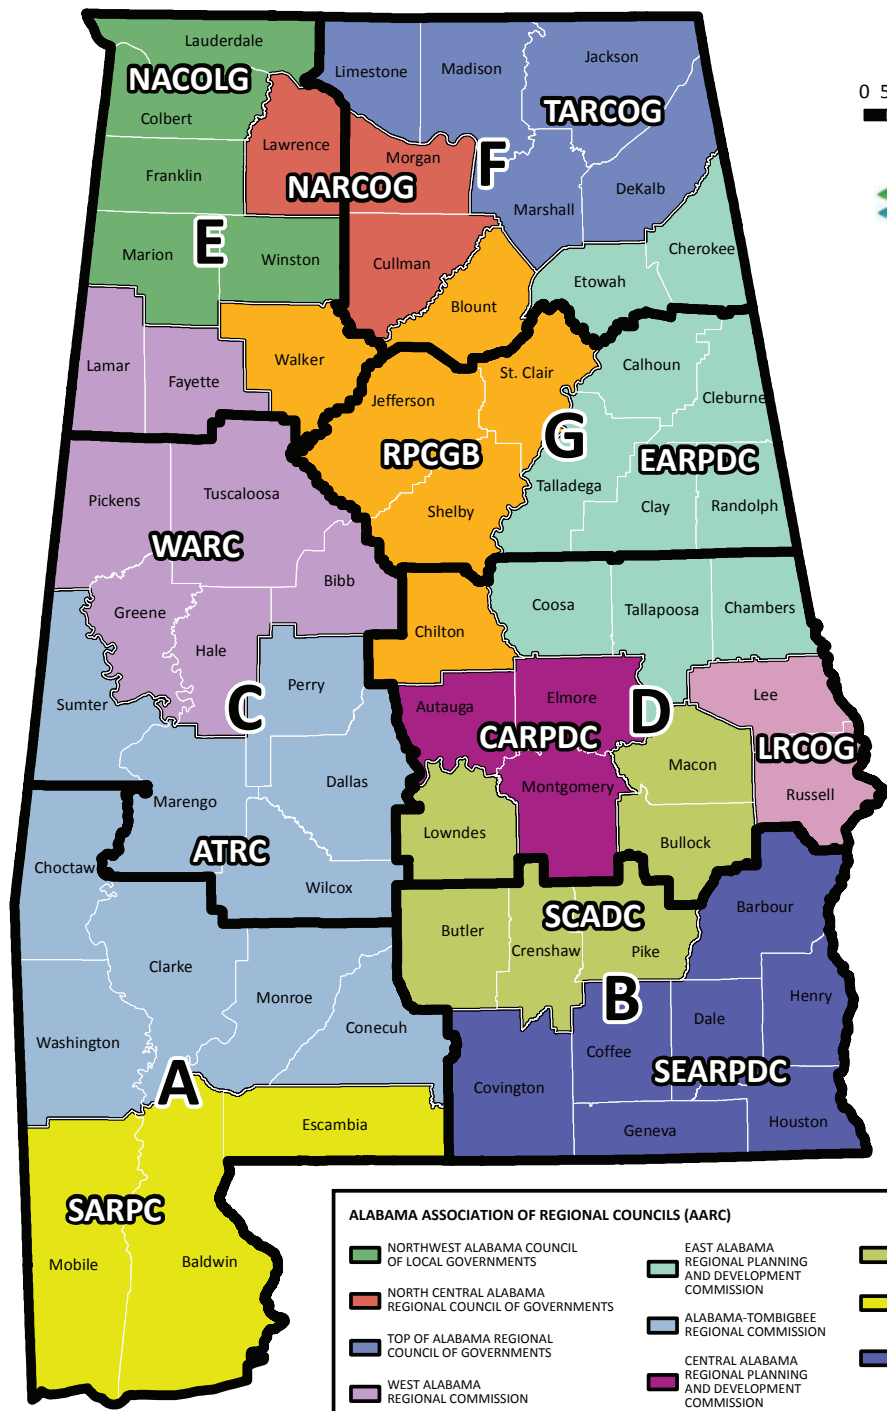 Lauderdale
NACOLG
Limestone
Madison
Jackson
0 5
TARCOG
Colbert
Lawrence
Morgan
F
Franklin
NARCOG
DeKalb
Marshall
E
Marion
Winston
Cullman
Cherokee
Etowah
Blount
Lamar
Walker
Fayette
St. Clair
Calhoun
Jefferson
Cleburne
G
RPCGB
EARPDC
Pickens
Tuscaloosa
Talladega
Clay
Randolph
Shelby
WARC
Bibb
Greene
Hale
Coosa
Tallapoosa
Chambers
Chilton
Perry
Sumter
C
Autauga
Elmore
D
Lee
CARPDC
LRCOG
Macon
Dallas
Montgomery
Russell
Marengo
Lowndes
Bullock
ATRC
Choctaw
Wilcox
Barbour
SCADC
Butler
Crenshaw
Pike
Clarke
Monroe
B
Henry
Dale
Conecuh
Washington
Coffee
A
Covington
SEARPDC
Escambia
Geneva
Houston
SARPC
Mobile
Baldwin
ALABAMA ASSOCIATION OF REGIONAL COUNCILS (AARC)
NORTHWEST ALABAMA COUNCIL
OF LOCAL GOVERNMENTS
NORTH CENTRAL ALABAMA
REGIONAL COUNCIL OF GOVERNMENTS
TOP OF ALABAMA REGIONAL
COUNCIL OF GOVERNMENTS
WEST ALABAMA
REGIONAL COMMISSION
EAST ALABAMA
REGIONAL PLANNING
AND DEVELOPMENT
COMMISSION
ALABAMA-TOMBIGBEE
REGIONAL COMMISSION
CENTRAL ALABAMA
REGIONAL PLANNING
AND DEVELOPMENT
COMMISSION